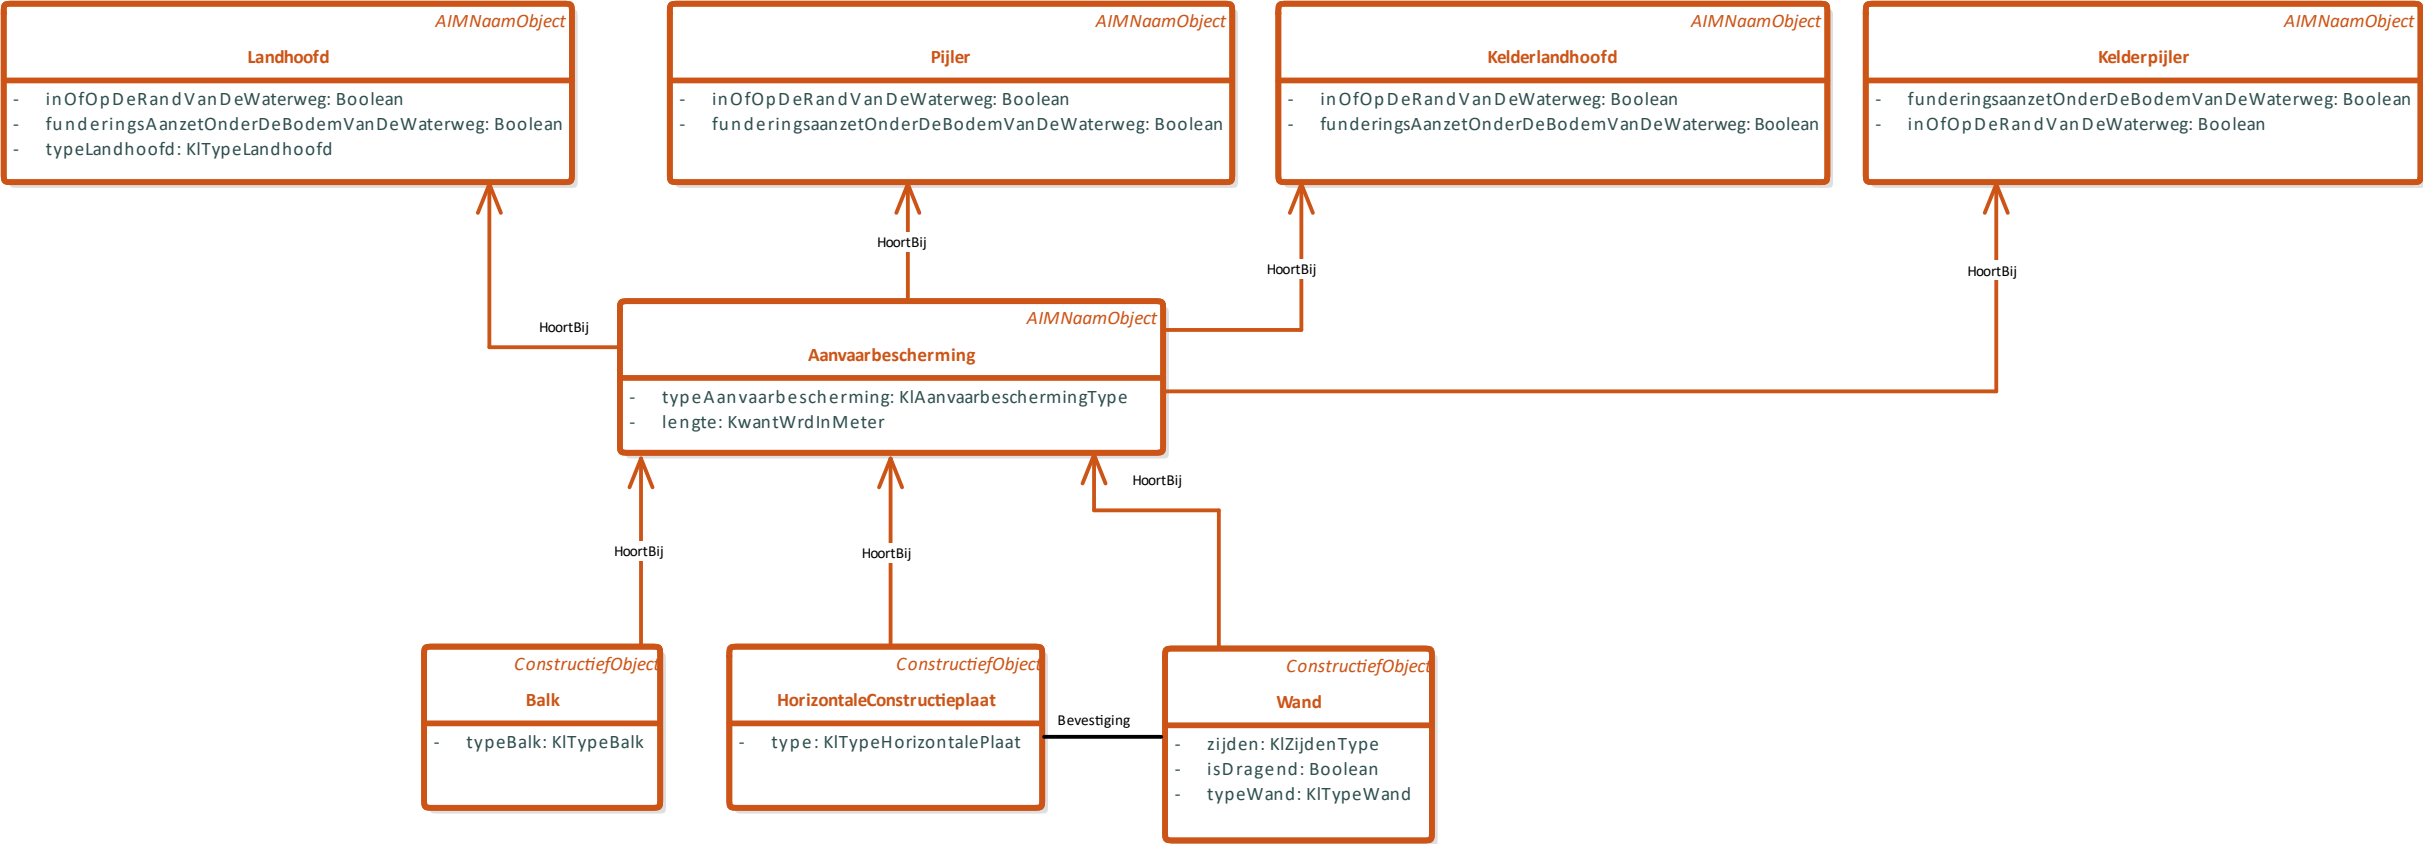 AIMNaamObject
Landhoofd
- inOfOpDeRandVanDeWaterweg: Boolean
- funderingsAanzetOnderDeBodemVanDeWaterweg: Boolean
- typeLandhoofd: KlTypeLandhoofd
AIMNaamObject
Pijler
- inOfOpDeRandVanDeWaterweg: Boolean
- funderingsaanzetOnderDeBodemVanDeWaterweg: Boolean
AIMNaamObject
Kelderlandhoofd
- inOfOpDeRandVanDeWaterweg: Boolean
- funderingsAanzetOnderDeBodemVanDeWaterweg: Boolean
AIMNaamObject
Kelderpijler
- funderingsaanzetOnderDeBodemVanDeWaterweg: Boolean
- inOfOpDeRandVanDeWaterweg: Boolean
HoortBij
HoortBij
HoortBij
HoortBij
AIMNaamObject
Aanvaarbescherming
- typeAanvaarbescherming: KlAanvaarbeschermingType
- lengte: KwantWrdInMeter
HoortBij
HoortBij
HoortBij
ConstructiefObject
Balk
- typeBalk: KlTypeBalk
ConstructiefObject
HorizontaleConstructieplaat
- type: KlTypeHorizontalePlaat
Bevestiging
ConstructiefObject
Wand
- zijden: KlZijdenType
- isDragend: Boolean
- typeWand: KlTypeWand